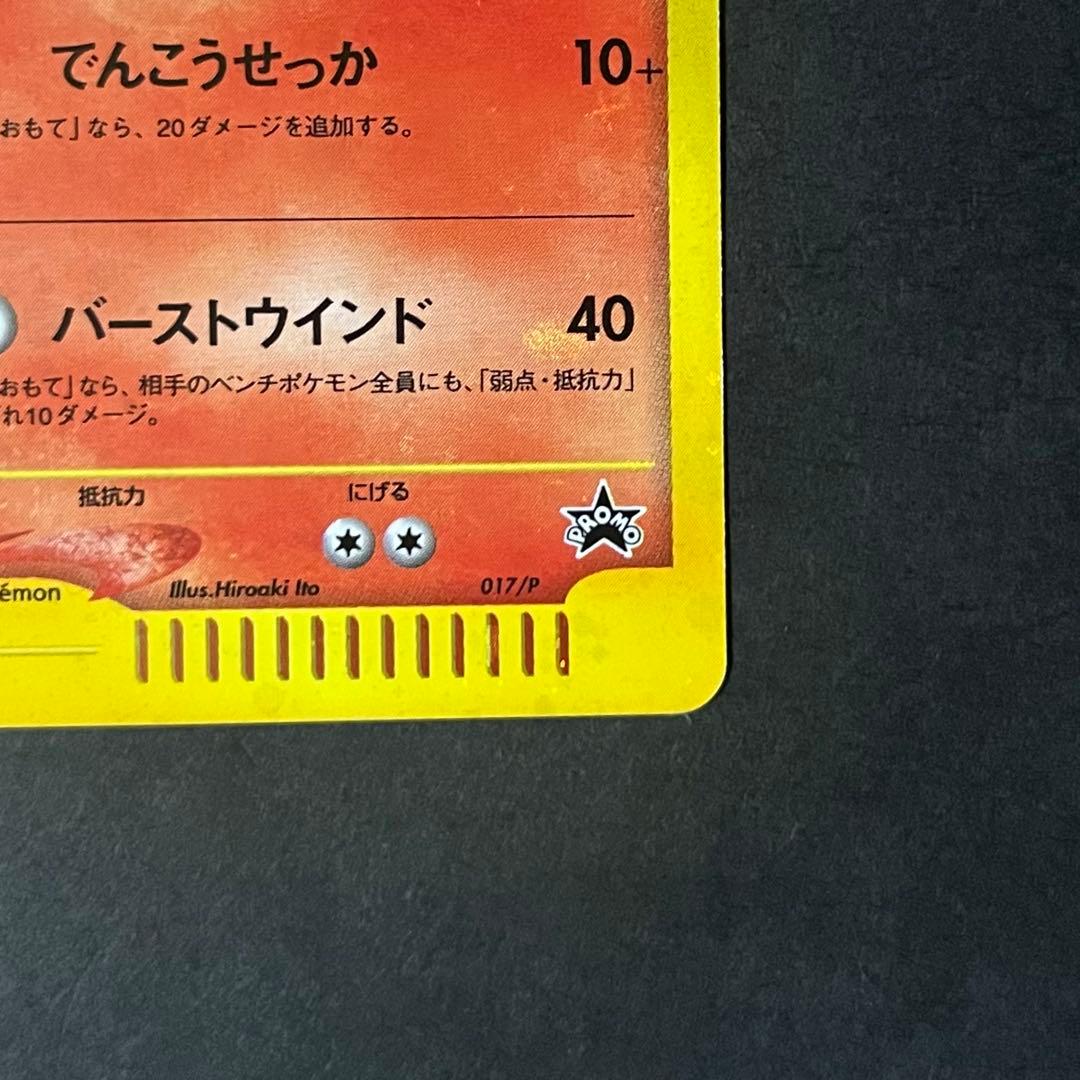 でんこうせっか 10+
おもて」なら、20ダメージを追加する。
バーストウインド 40
おもて」なら、相手のベンチポケモン全員にも、「弱点・抵抗力」
れ10ダメージ。
抵抗力 にげる
PROMO
émon Illus.Hiroaki Ito 017/P